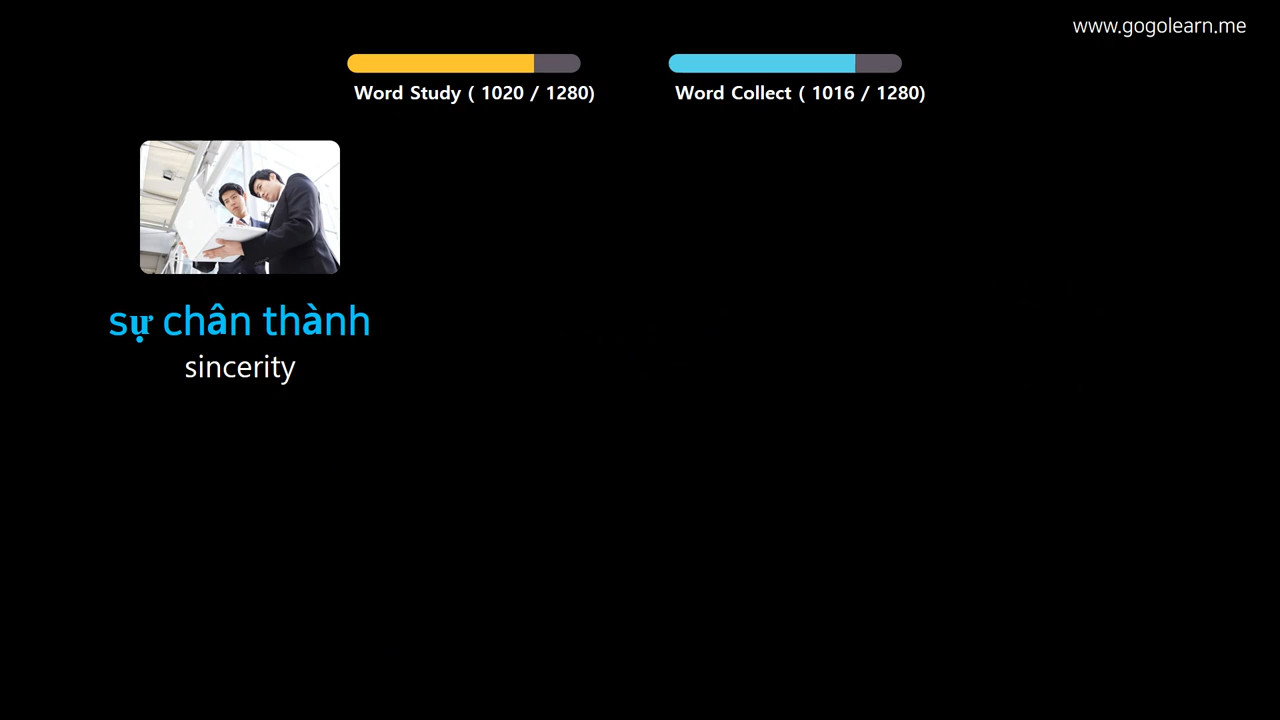 www.gogolearn.me
Word Study ( 1020 / 1280)
Word Collect ( 1016 / 1280)
sự chân thành
sincerity